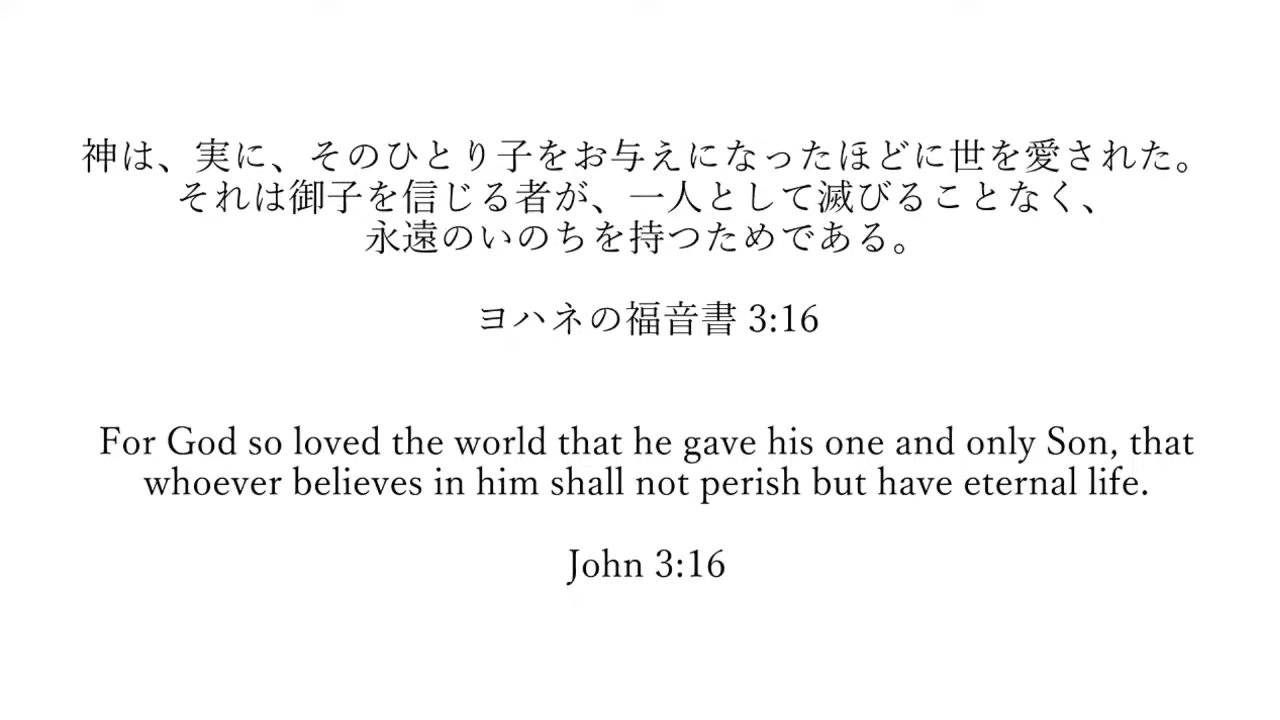 神は、実に、そのひとり子をお与えになったほどに世を愛された。
それは御子を信じる者が、一人として滅びることなく、
永遠のいのちを持つためである。
ヨハネの福音書 3:16
For God so loved the world that he gave his one and only Son, that
whoever believes in him shall not perish but have eternal life.
John 3:16